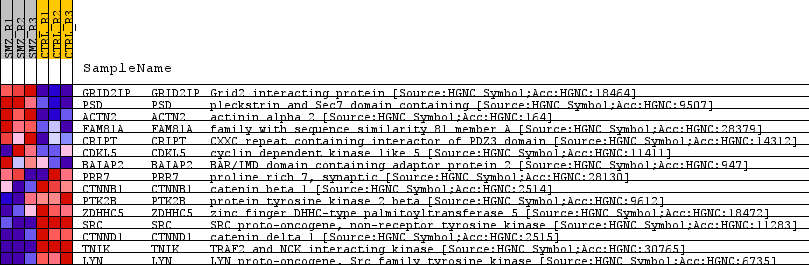 SMZ_R1 SMZ_R2 SMZ_R3 CTRL_R1 CTRL_R2 CTRL_R3
SampleName
GRID2IP GRID2IP Grid2 interacting protein [Source:HGNC Symbol;Acc:HGNC:18464]
PSD PSD pleckstrin and Sec7 domain containing [Source:HGNC Symbol;Acc:HGNC:9507]
ACTN2 ACTN2 actinin alpha 2 [Source:HGNC Symbol;Acc:HGNC:164]
FAM81A FAM81A family with sequence similarity 81 member A [Source:HGNC Symbol;Acc:HGNC:28379]
CRIPT CRIPT CXXC repeat containing interactor of PDZ3 domain [Source:HGNC Symbol;Acc:HGNC:14312]
CDKL5 CDKL5 cyclin dependent kinase like 5 [Source:HGNC Symbol;Acc:HGNC:11411]
BAIAP2 BAIAP2 BAR/IMD domain containing adaptor protein 2 [Source:HGNC Symbol;Acc:HGNC:947]
PRR7 PRR7 proline rich 7, synaptic [Source:HGNC Symbol;Acc:HGNC:28130]
CTNNB1 CTNNB1 catenin beta 1 [Source:HGNC Symbol;Acc:HGNC:2514]
PTK2B PTK2B protein tyrosine kinase 2 beta [Source:HGNC Symbol;Acc:HGNC:9612]
ZDHHC5 ZDHHC5 zinc finger DHHC-type palmitoyltransferase 5 [Source:HGNC Symbol;Acc:HGNC:18472]
SRC SRC SRC proto-oncogene, non-receptor tyrosine kinase [Source:HGNC Symbol;Acc:HGNC:11283]
CTNND1 CTNND1 catenin delta 1 [Source:HGNC Symbol;Acc:HGNC:2515]
TNIK TNIK TRAF2 and NCK interacting kinase [Source:HGNC Symbol;Acc:HGNC:30765]
LYN LYN LYN proto-oncogene, Src family tyrosine kinase [Source:HGNC Symbol;Acc:HGNC:6735]